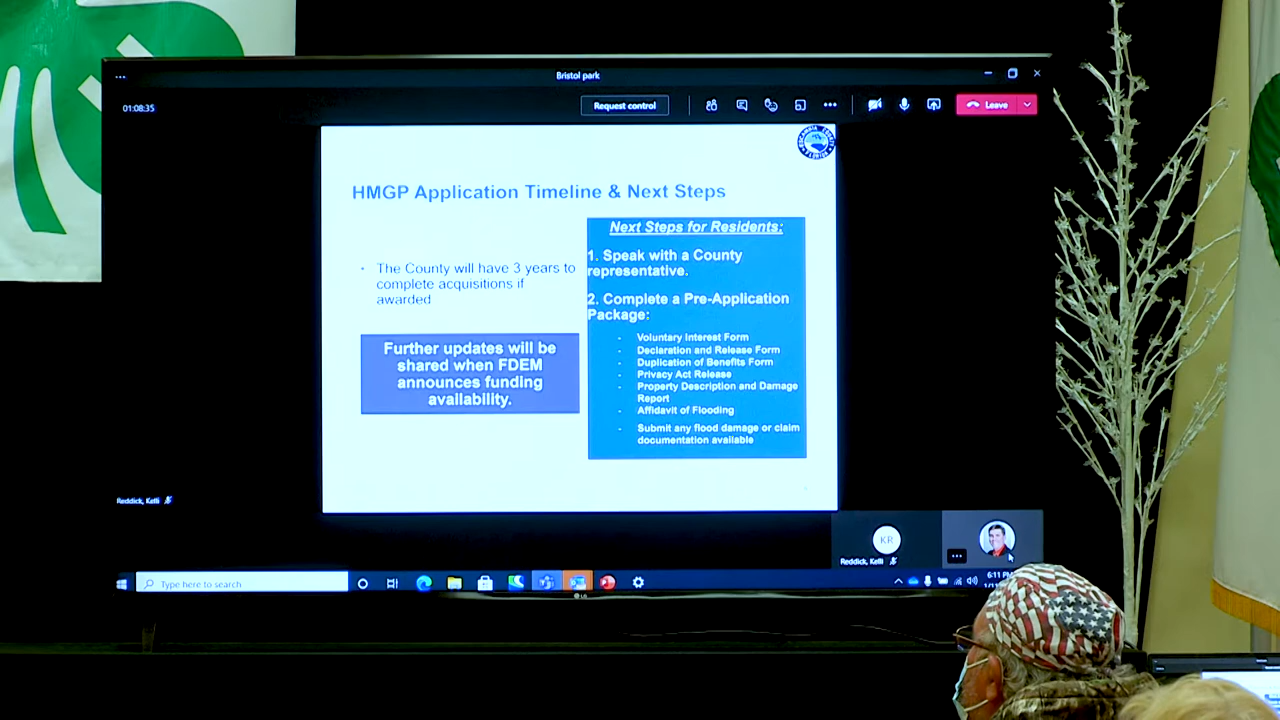 Bristol park
01:08:35
Request control
Leave
HMGP Application Timeline & Next Steps
- The County will have 3 years to
complete acquisitions if
awarded
Further updates will be
shared when FDEM
announces funding
availability.
Next Steps for Residents:
1. Speak with a County
representative.
2. Complete a Pre-Application
Package:
- Voluntary Interest Form
- Declaration and Release Form
- Duplication of Benefits Form
- Privacy Act Release
- Property Description and Damage
Report
- Affidavit of Flooding
- Submit any flood damage or claim
documentation available
Reddick, Kelli
KR
Reddick, Kelli
Type here to search
6:11 PM
LG